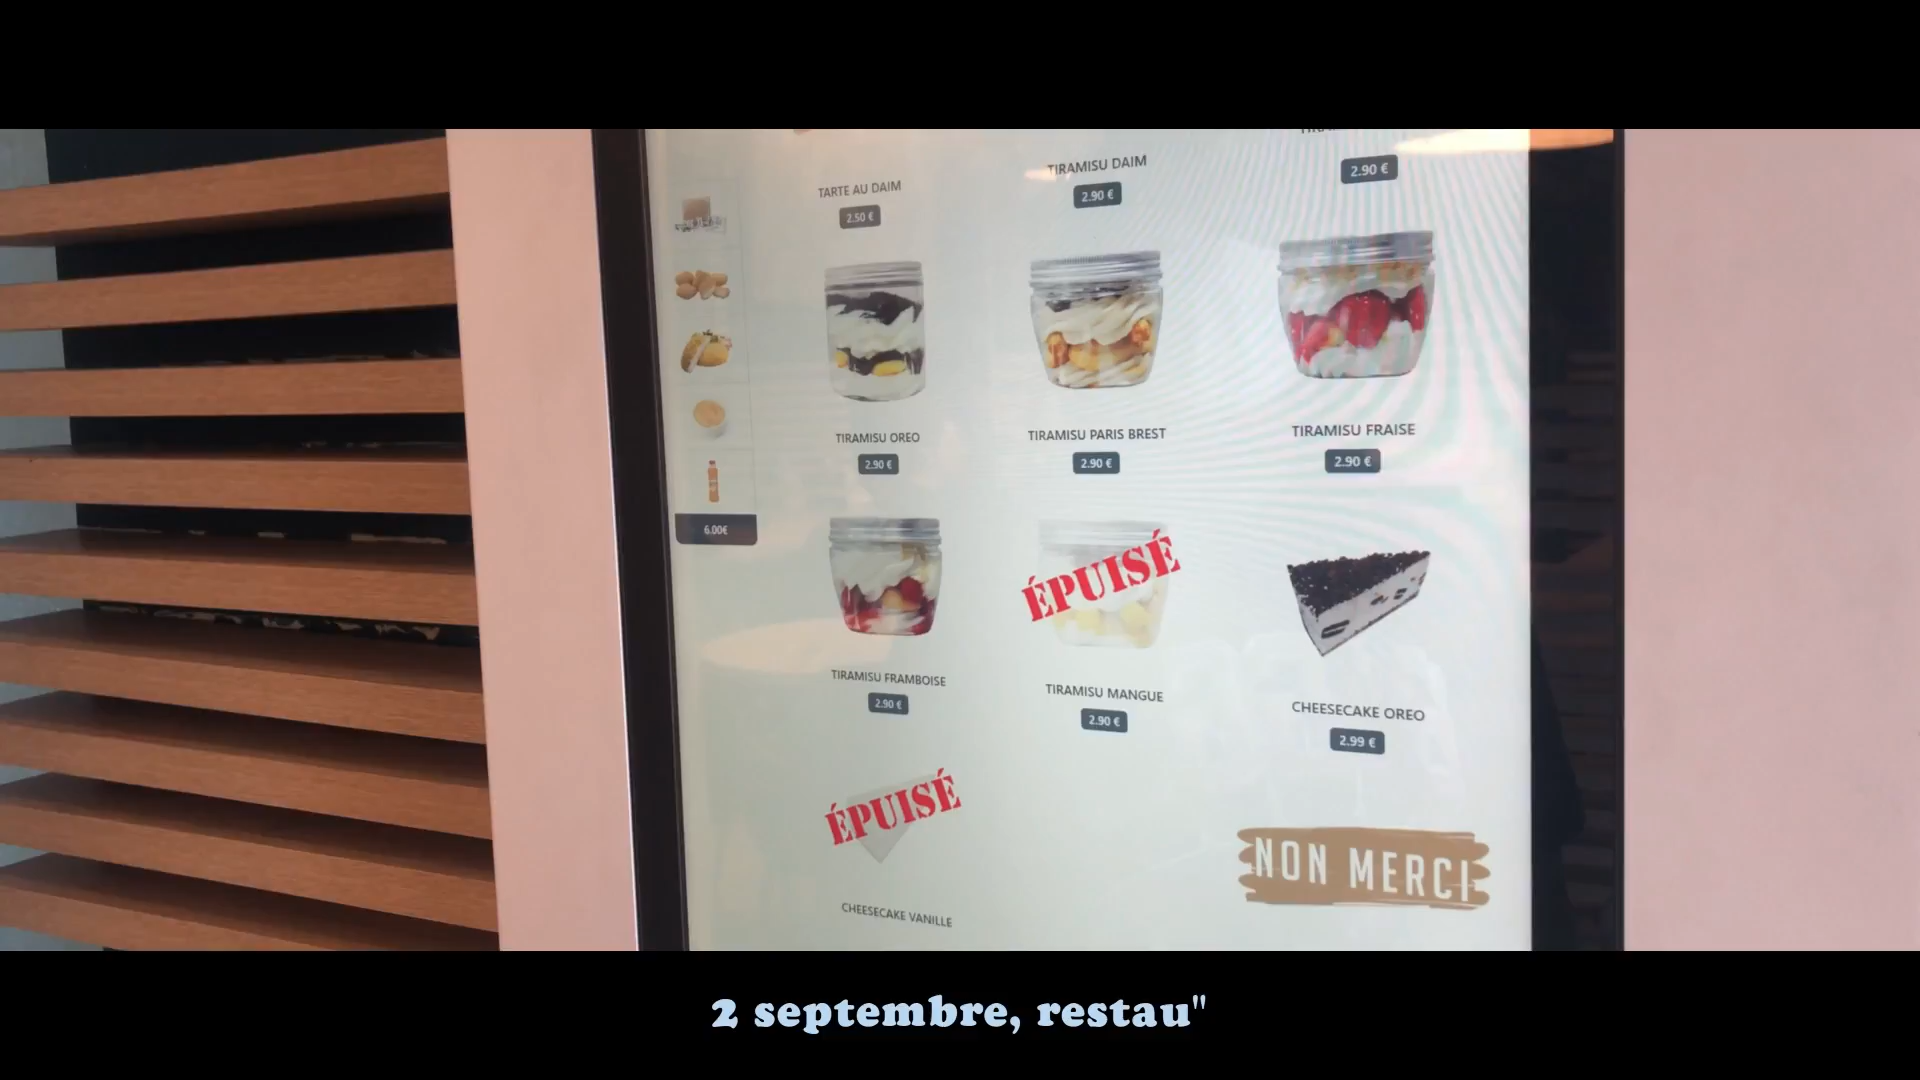 TIRAMISU DAIM
2.90 €
2.90 €
TARTE AU DAIM
2.50 €
TIRAMISU OREO
2.90 €
TIRAMISU PARIS BREST
2.90 €
TIRAMISU FRAISE
2.90 €
6.00€
ÉPUISÉ
TIRAMISU FRAMBOISE
2.90 €
TIRAMISU MANGUE
2.90 €
CHEESECAKE OREO
2.99 €
ÉPUISÉ
NON MERCI
CHEESECAKE VANILLE
2 septembre, restau"